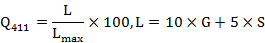 Q₄₁₁ = L / Lₘₐₓ × 100, L = 10 × G + 5 × S